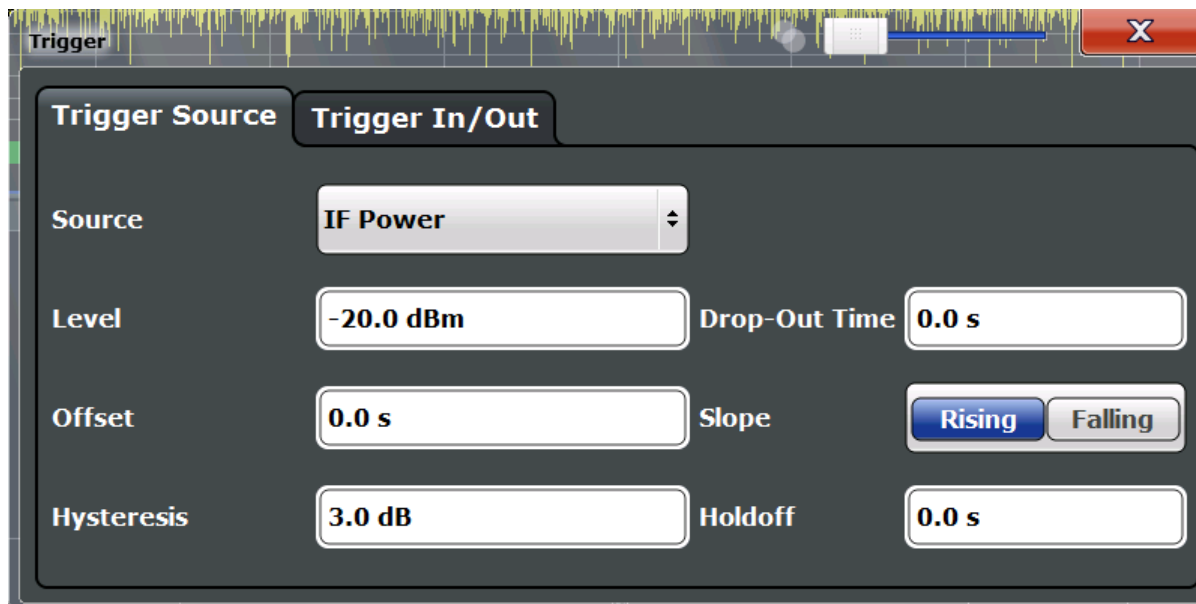 Trigger
X
Trigger Source Trigger In/Out
Source IF Power
Level -20.0 dBm Drop-Out Time 0.0 s
Offset 0.0 s Slope Rising Falling
Hysteresis 3.0 dB Holdoff 0.0 s